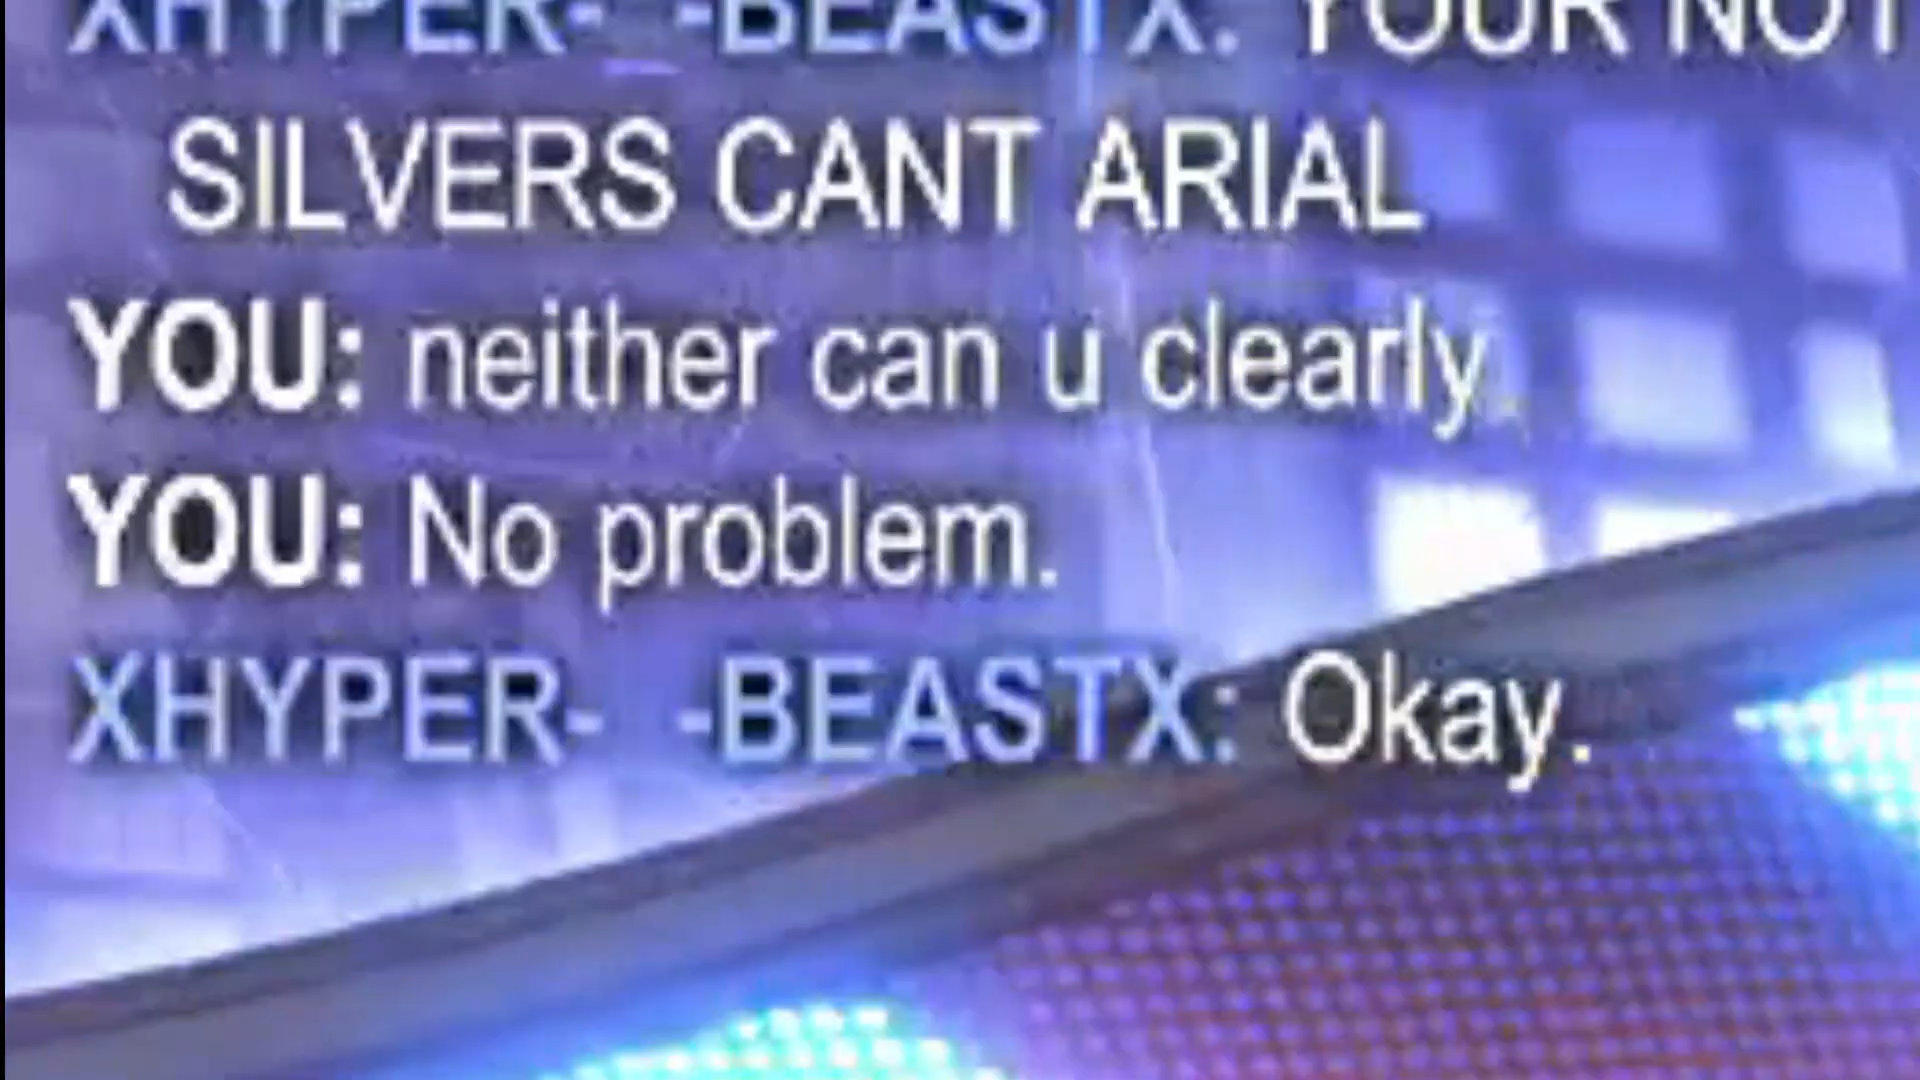 XHYPER-_-BEASTX: YOUR NOT
SILVERS CANT ARIAL
YOU: neither can u clearly.
YOU: No problem.
XHYPER- -BEASTX: Okay.